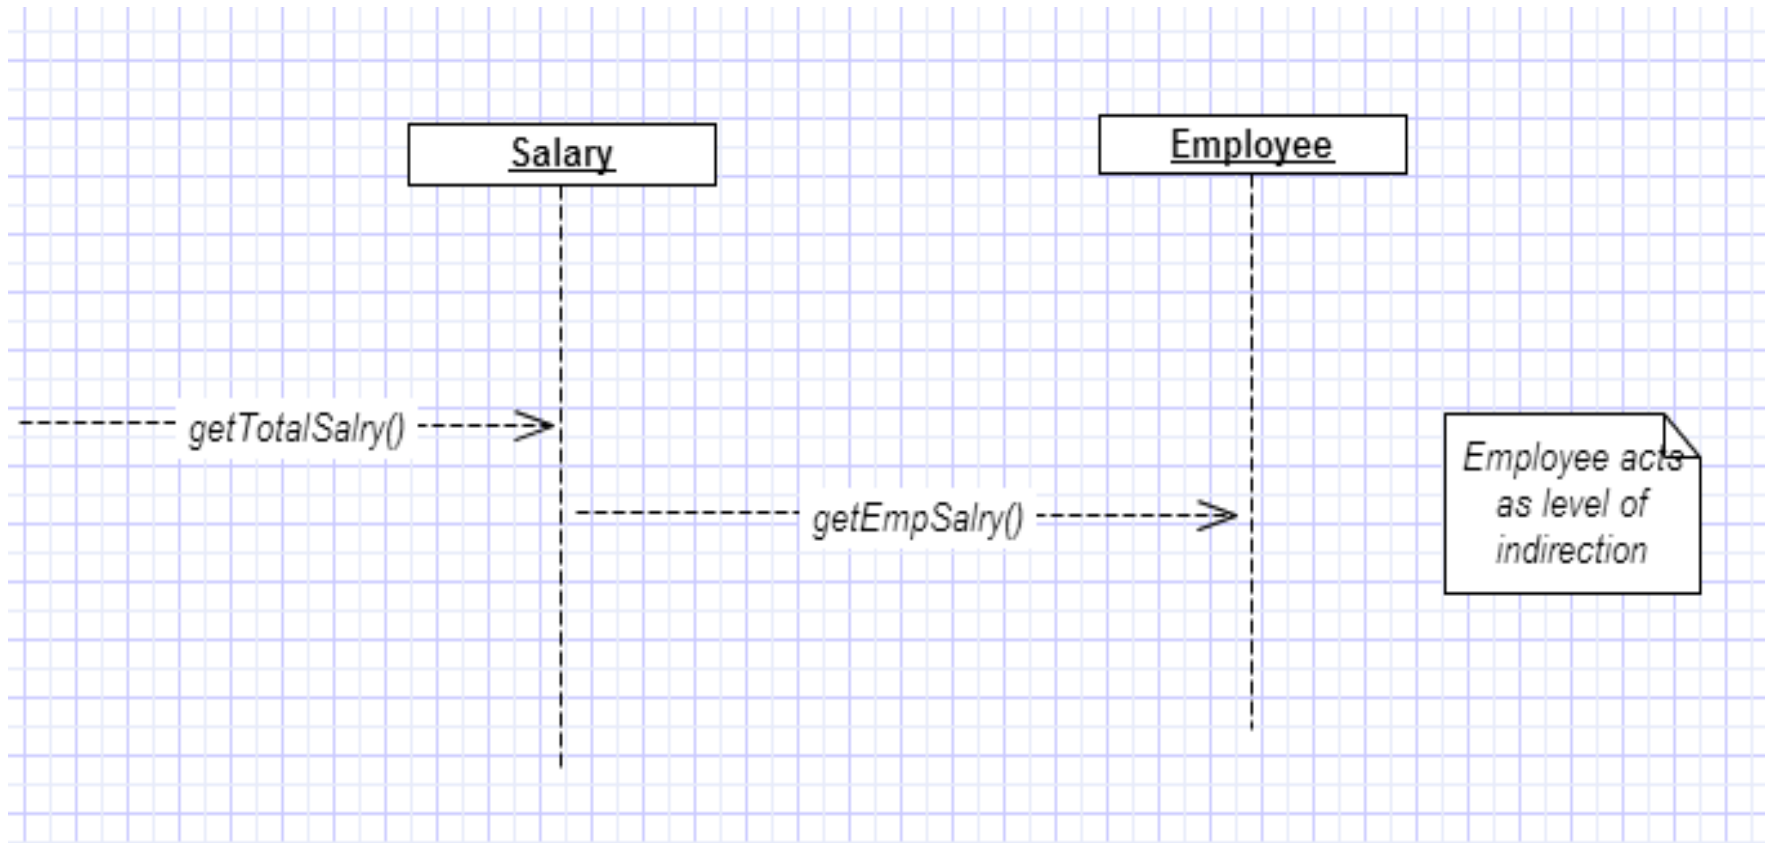 Salary
Employee
getTotalSalry()
getEmpSalry()
Employee acts
as level of
indirection